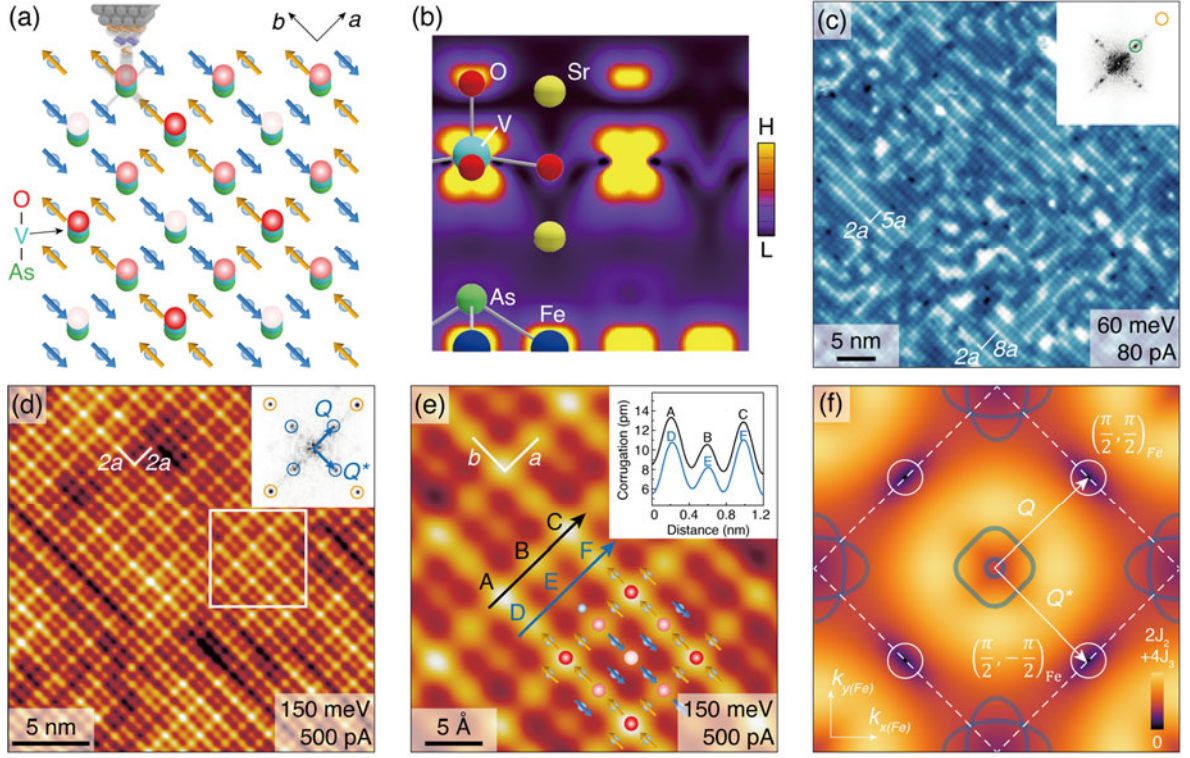 (a)
b
a
O
V
As
(b)
O
Sr
V
As
Fe
H
L
(c)
2a
5a
2a
8a
5 nm
60 meV
80 pA
(d)
2a
2a
Q
Q*
5 nm
150 meV
500 pA
(e)
b
a
A
B
C
D
E
F
Corrugation (pm)
14
12
10
8
6
A
B
C
D
E
E
0
0.4
0.8
1.2
Distance (nm)
5 Å
150 meV
500 pA
(f)
(π/2, π/2)Fe
Q
Q*
(π/2, -π/2)Fe
ky(Fe)
kx(Fe)
2J2
+4J3
0